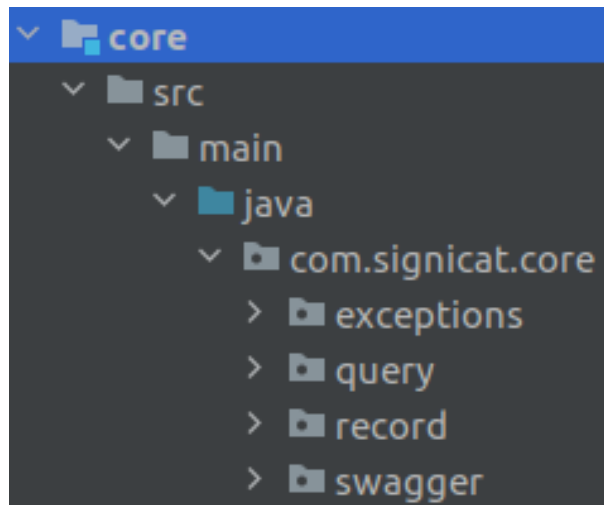 core
src
main
java
com.signicat.core
exceptions
query
record
swagger